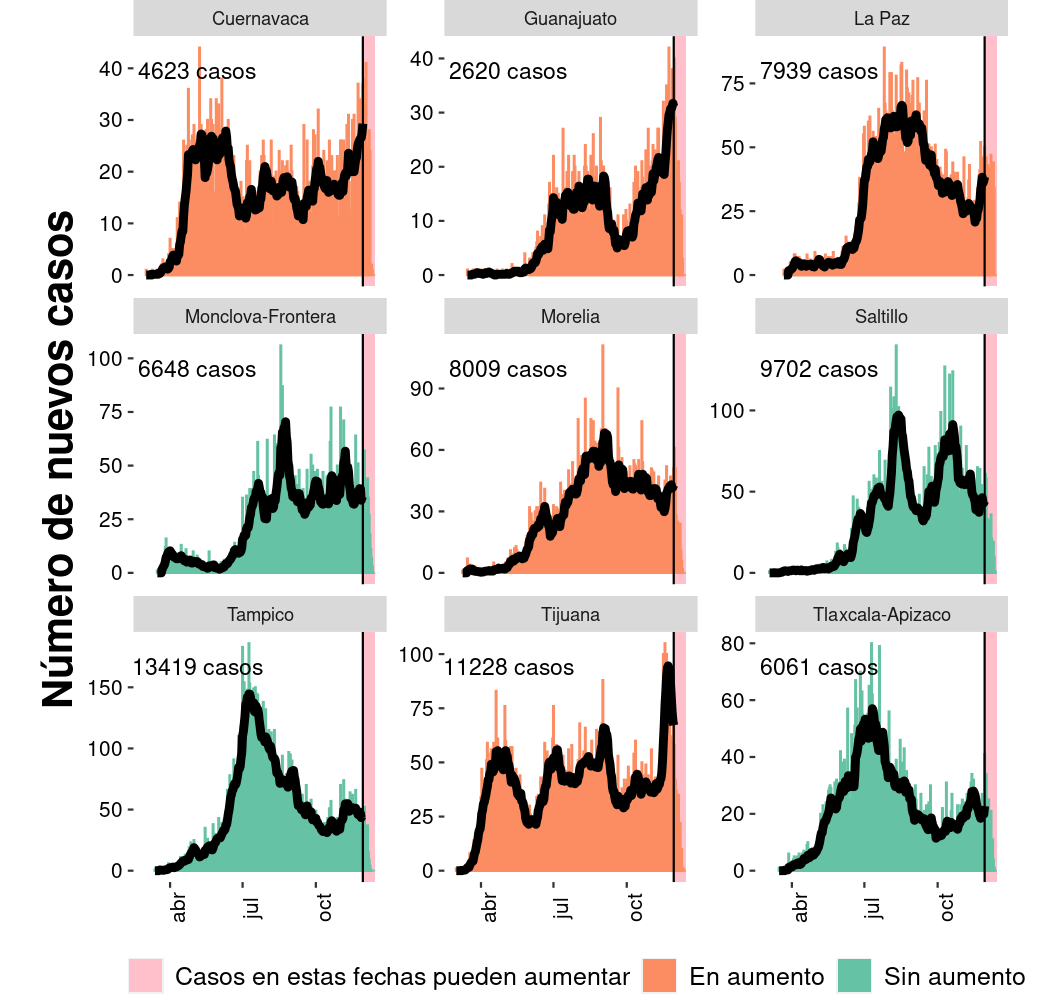 Número de nuevos casos
Cuernavaca
4623 casos
40
30
20
10
0
Guanajuato
2620 casos
40
30
20
10
0
La Paz
7939 casos
75
50
25
0
Monclova-Frontera
6648 casos
100
75
50
25
0
Morelia
8009 casos
90
60
30
0
Saltillo
9702 casos
100
50
0
Tampico
13419 casos
150
100
50
0
abr
jul
oct
Tijuana
11228 casos
100
75
50
25
0
abr
jul
oct
Tlaxcala-Apizaco
6061 casos
80
60
40
20
0
abr
jul
oct
Casos en estas fechas pueden aumentar
En aumento
Sin aumento